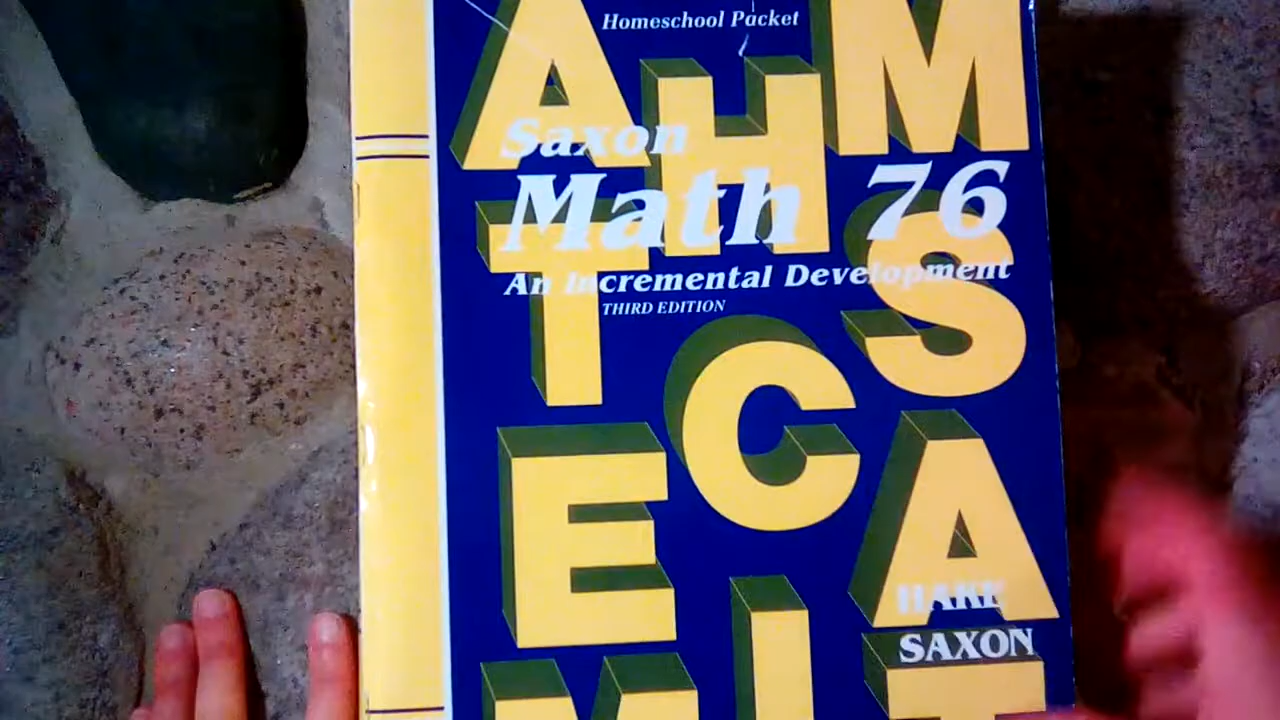 Homeschool Packet
A H M
Saxon
Math 76
An Incremental Development
THIRD EDITION
T S
C
E A
HAKE
SAXON
M I T